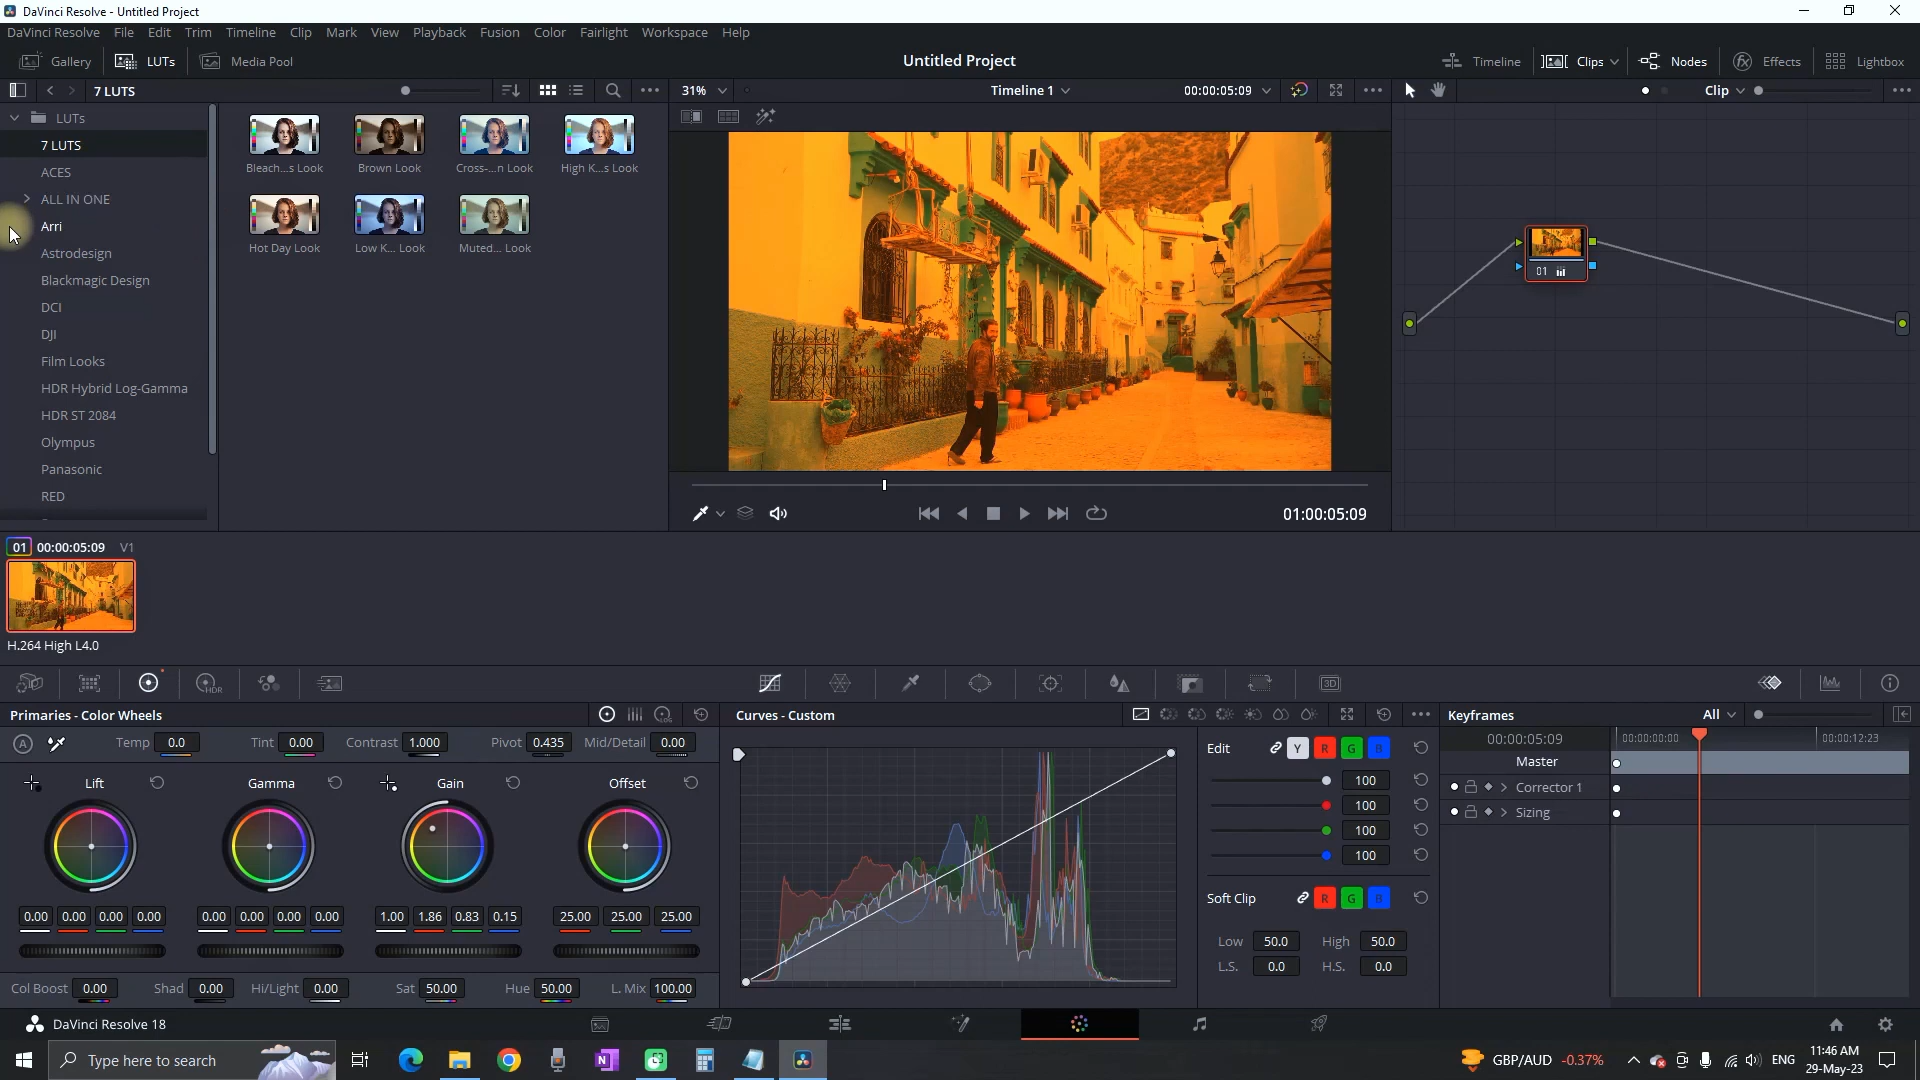 DaVinci Resolve - Untitled Project
DaVinci Resolve File Edit Trim Timeline Clip Mark View Playback Fusion Color Fairlight Workspace Help
Gallery LUTs Media Pool Untitled Project Timeline Clips Nodes Effects Lightbox
7 LUTS 31% Timeline 1 00:00:05:09 Clip
LUTs
7 LUTS
ACES
ALL IN ONE
Arri
Astrodesign
Blackmagic Design
DCI
DJI
Film Looks
HDR Hybrid Log-Gamma
HDR ST 2084
Olympus
Panasonic
RED
Bleach...s Look Brown Look Cross-...n Look High K...s Look
Hot Day Look Low K... Look Muted... Look
01
01:00:05:09
01 00:00:05:09 V1
H.264 High L4.0
HDR 3D
Primaries - Color Wheels
A Temp 0.0 Tint 0.00 Contrast 1.000 Pivot 0.435 Mid/Detail 0.00
Lift Gamma Gain Offset
0.00 0.00 0.00 0.00 0.00 0.00 0.00 0.00 1.00 1.86 0.83 0.15 25.00 25.00 25.00
Col Boost 0.00 Shad 0.00 Hi/Light 0.00 Sat 50.00 Hue 50.00 L. Mix 100.00
Curves - Custom
Edit Y R G B
100
100
100
100
Soft Clip R G B
Low 50.0 High 50.0
L.S. 0.0 H.S. 0.0
Keyframes All
00:00:05:09 00:00:00:00 00:00:12:23
Master
Corrector 1
Sizing
DaVinci Resolve 18
Type here to search GBP/AUD -0.37% ENG 11:46 AM
29-May-23